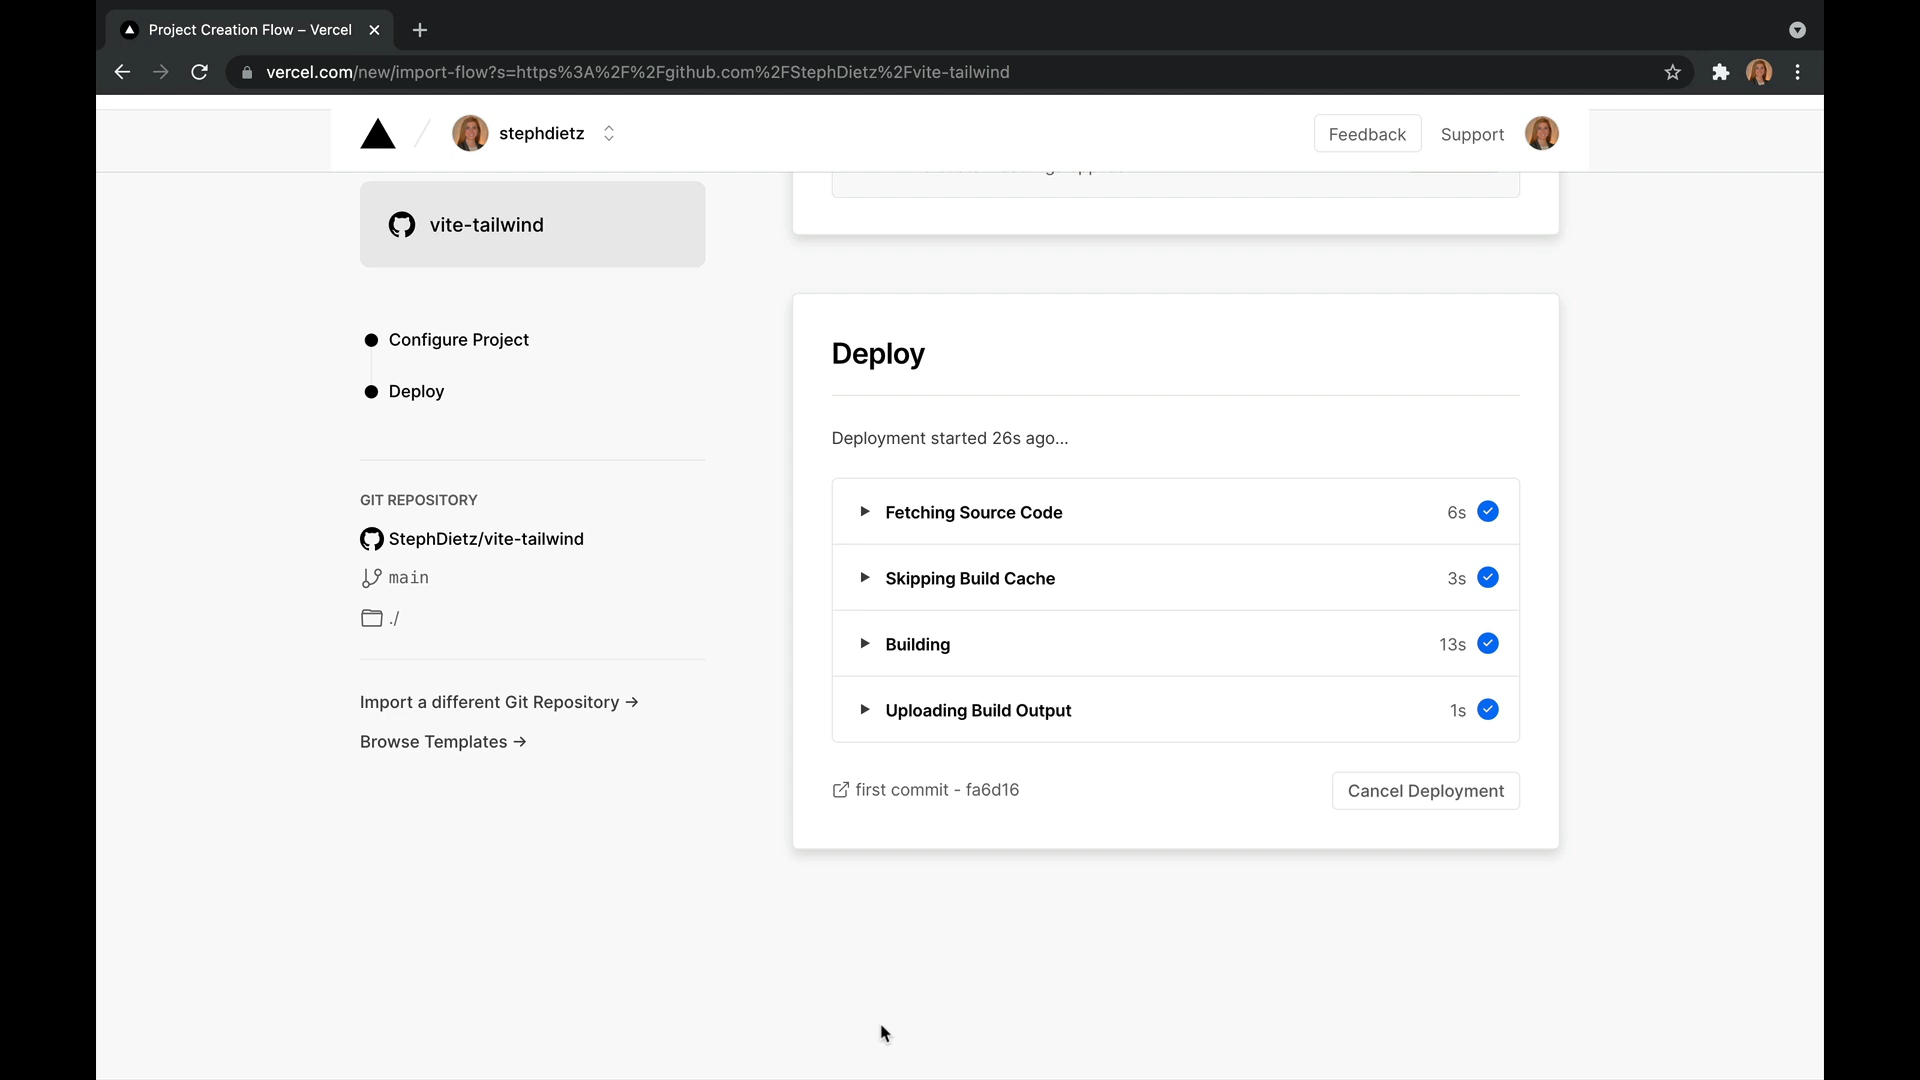 Project Creation Flow – Vercel
vercel.com/new/import-flow?s=https%3A%2F%2Fgithub.com%2FStephDietz%2Fvite-tailwind
stephdietz
Feedback
Support
vite-tailwind
Configure Project
Deploy
GIT REPOSITORY
StephDietz/vite-tailwind
main
./
Import a different Git Repository →
Browse Templates →
Deploy
Deployment started 26s ago...
Fetching Source Code 6s
Skipping Build Cache 3s
Building 13s
Uploading Build Output 1s
first commit - fa6d16
Cancel Deployment